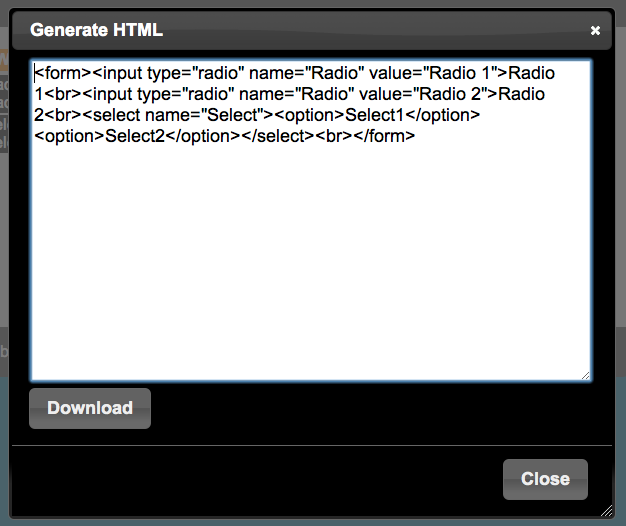 Generate HTML
<form><input type="radio" name="Radio" value="Radio 1">Radio
1<br><input type="radio" name="Radio" value="Radio 2">Radio
2<br><select name="Select"><option>Select1</option>
<option>Select2</option></select><br></form>
Download
Close